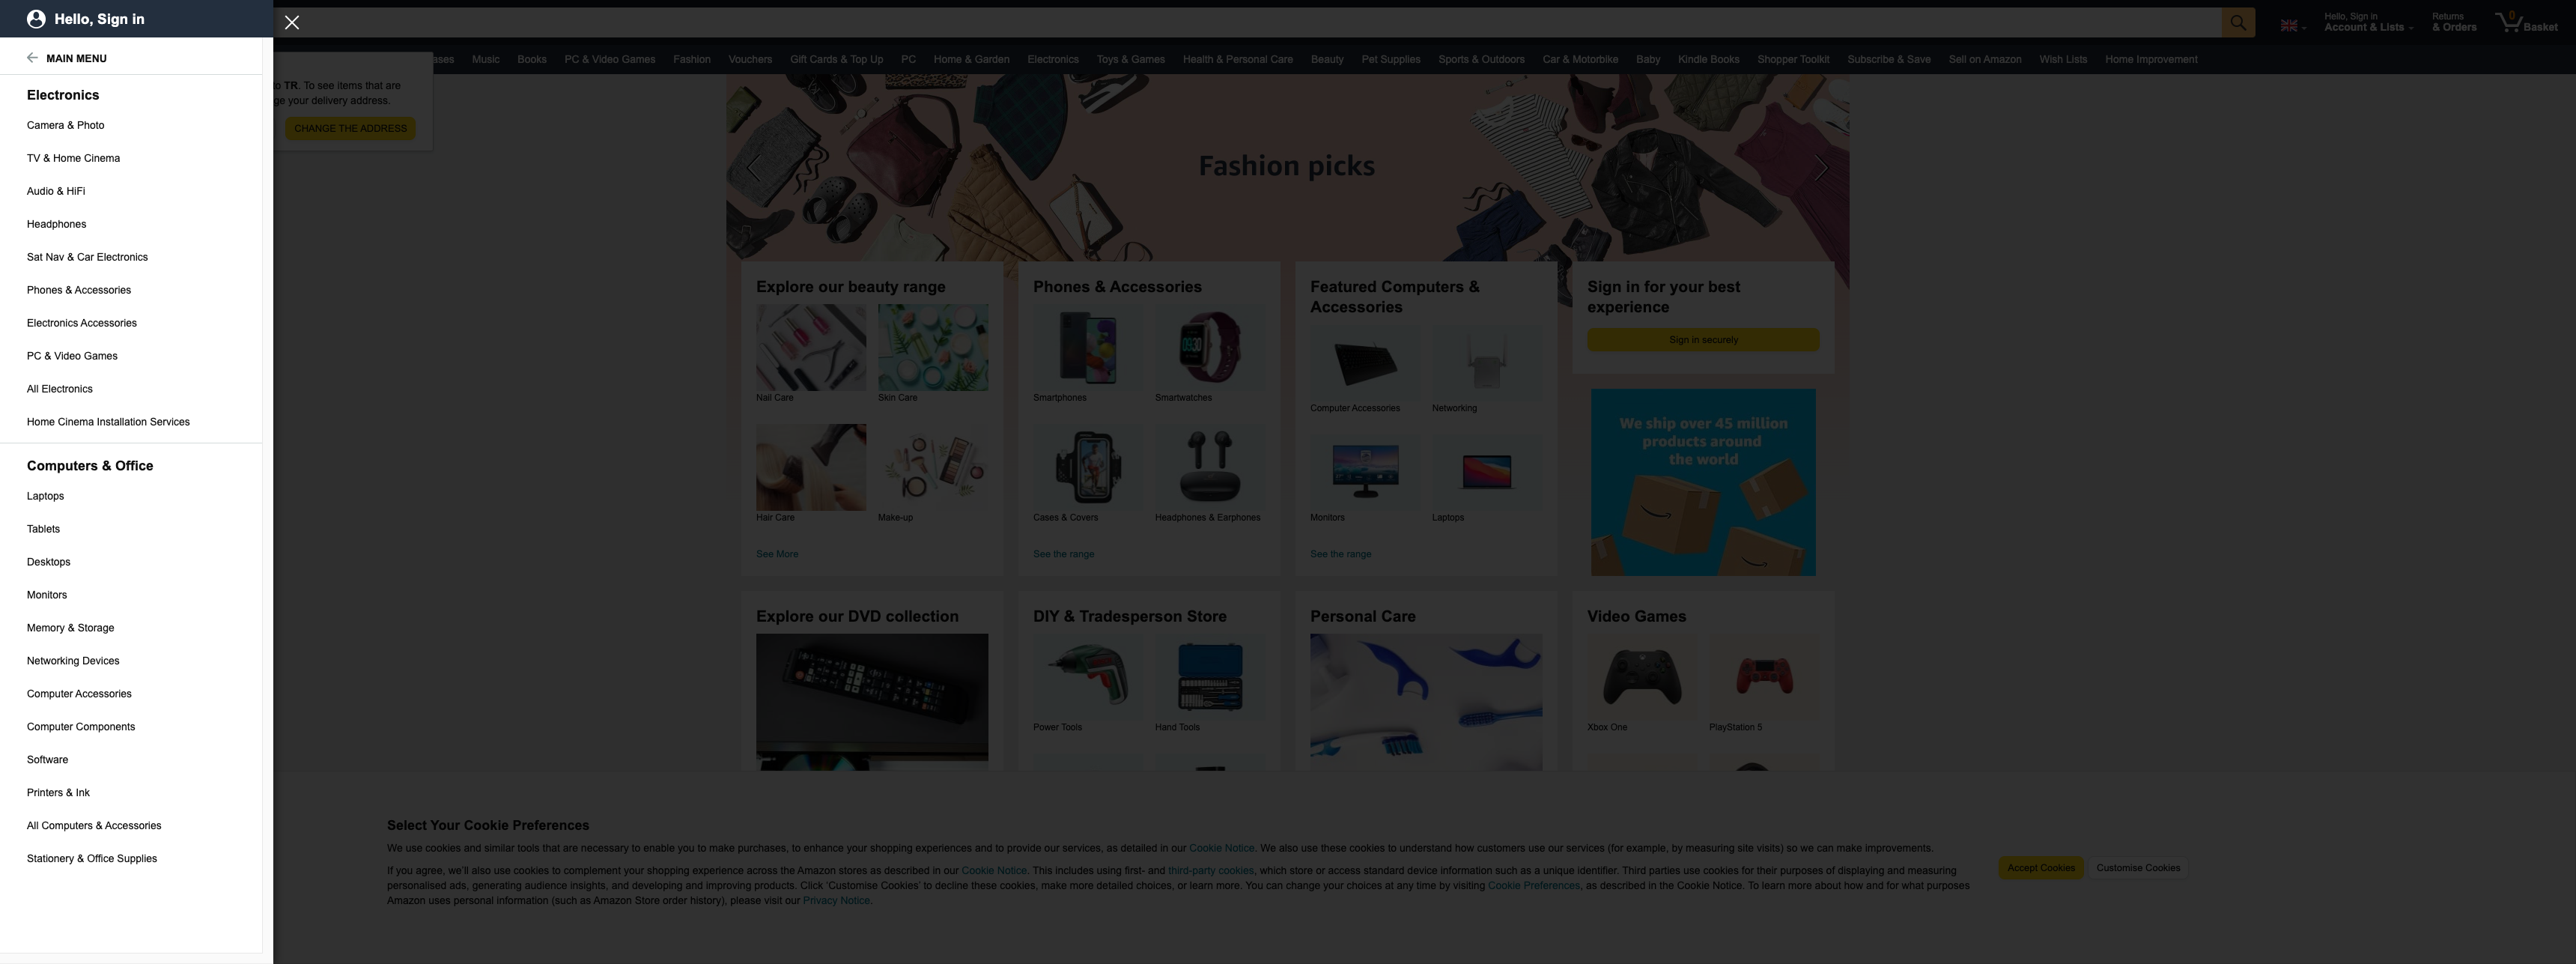 Hello, Sign in
MAIN MENU
Electronics
Camera & Photo
TV & Home Cinema
Audio & HiFi
Headphones
Sat Nav & Car Electronics
Phones & Accessories
Electronics Accessories
PC & Video Games
All Electronics
Home Cinema Installation Services
Computers & Office
Laptops
Tablets
Desktops
Monitors
Memory & Storage
Networking Devices
Computer Accessories
Computer Components
Software
Printers & Ink
All Computers & Accessories
Stationery & Office Supplies
Hello, Sign in
Account & Lists
Returns
& Orders
0
Basket
Music Books PC & Video Games Fashion Vouchers Gift Cards & Top Up PC Home & Garden Electronics Toys & Games Health & Personal Care Beauty Pet Supplies Sports & Outdoors Car & Motorbike Baby Kindle Books Shopper Toolkit Subscribe & Save Sell on Amazon Wish Lists Home Improvement
TR. To see items that are
your delivery address.
CHANGE THE ADDRESS
Fashion picks
Explore our beauty range
Nail Care Skin Care
Hair Care Make-up
See More
Phones & Accessories
Smartphones Smartwatches
Cases & Covers Headphones & Earphones
See the range
Featured Computers &
Accessories
Computer Accessories Networking
Monitors Laptops
See the range
Sign in for your best
experience
Sign in securely
We ship over 45 million
products around
the world
Explore our DVD collection
DIY & Tradesperson Store
Power Tools Hand Tools
Personal Care
Video Games
Xbox One PlayStation 5
Select Your Cookie Preferences
We use cookies and similar tools that are necessary to enable you to make purchases, to enhance your shopping experiences and to provide our services, as detailed in our Cookie Notice. We also use these cookies to understand how customers use our services (for example, by measuring site visits) so we can make improvements.
If you agree, we'll also use cookies to complement your shopping experience across the Amazon stores as described in our Cookie Notice. This includes using first- and third-party cookies, which store or access standard device information such as a unique identifier. Third parties use cookies for their purposes of displaying and measuring
personalised ads, generating audience insights, and developing and improving products. Click 'Customise Cookies' to decline these cookies, make more detailed choices, or learn more. You can change your choices at any time by visiting Cookie Preferences, as described in the Cookie Notice. To learn more about how and for what purposes
Amazon uses personal information (such as Amazon Store order history), please visit our Privacy Notice.
Accept Cookies
Customise Cookies